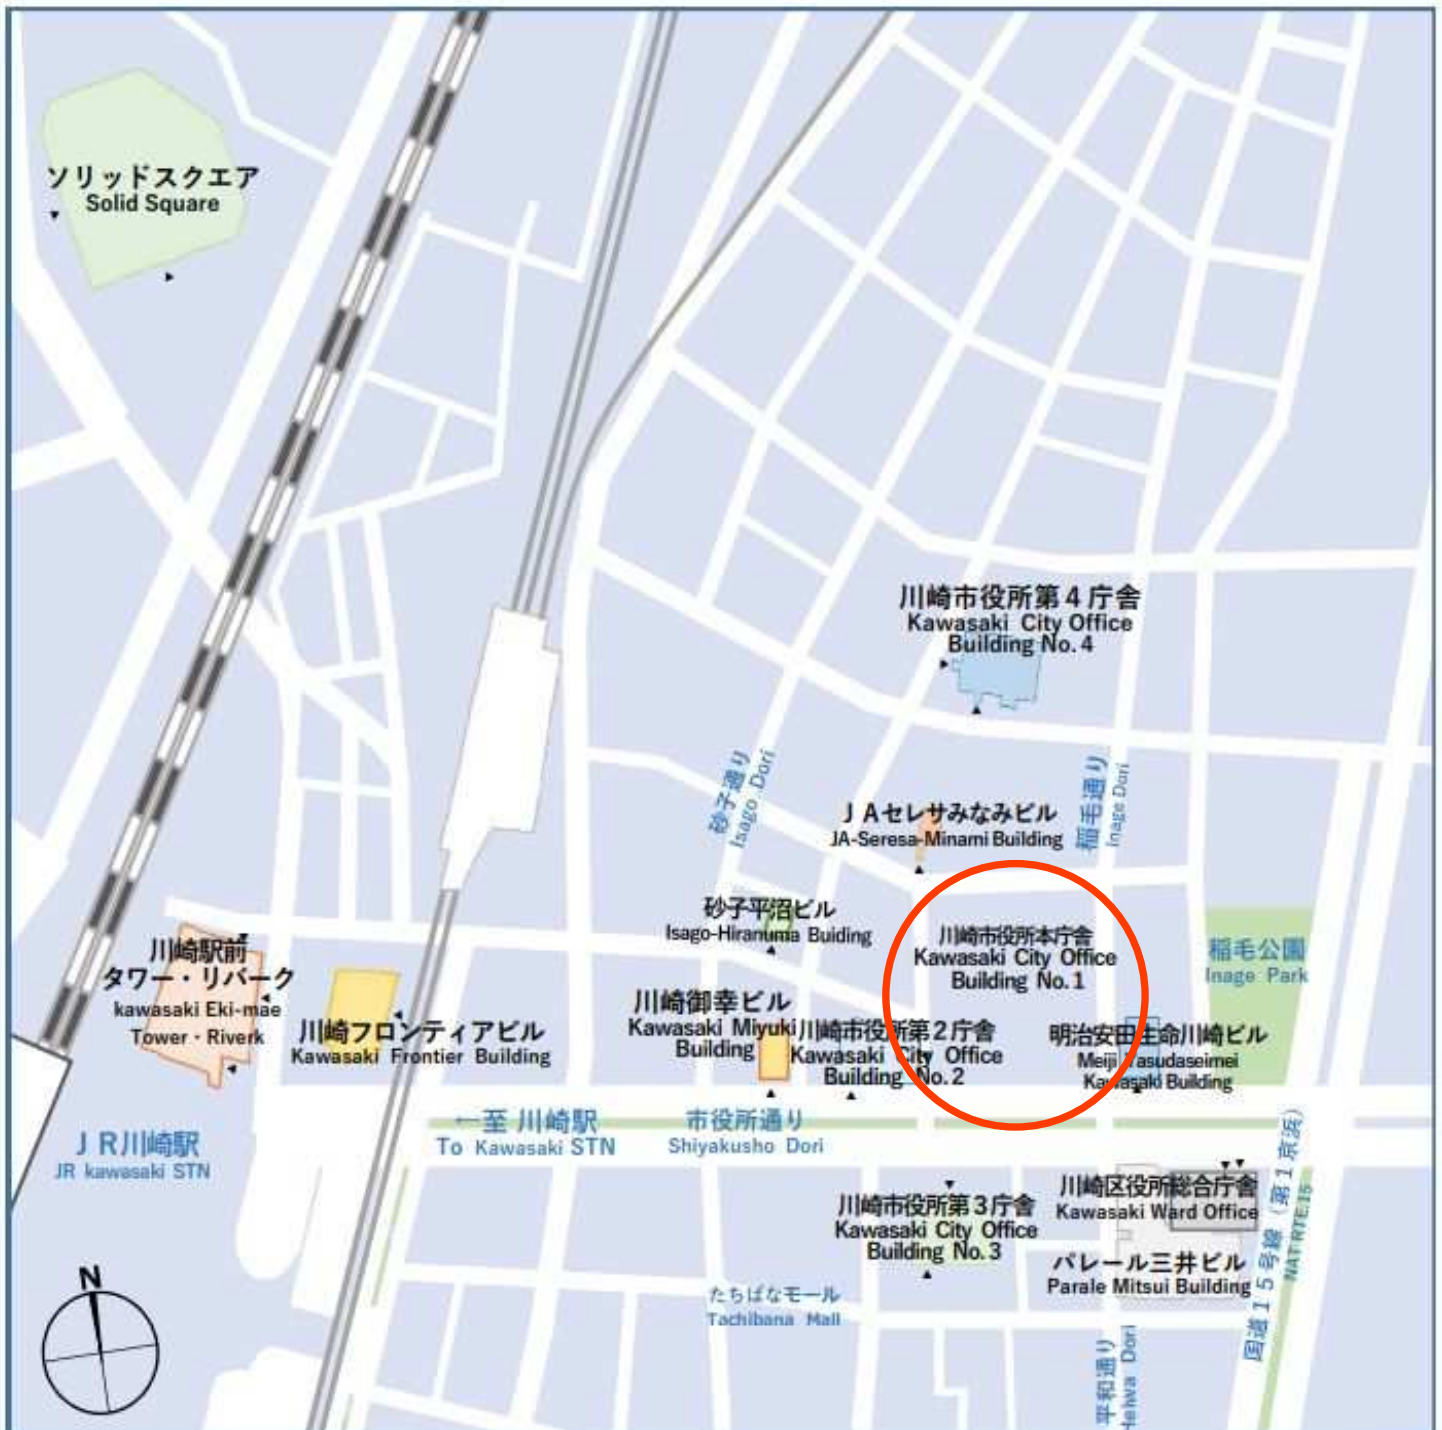 ソリッドスクエア
Solid Square
川崎市役所第４庁舎
Kawasaki City Office
Building No. 4
砂子通り
Isago Dori
稲毛通り
Inage Dori
ＪＡセレサみなみビル
JA-Seresa-Minami Building
砂子平沼ビル
Isago-Hiranuma Buiding
川崎市役所本庁舎
Kawasaki City Office
Building No. 1
稲毛公園
Inage Park
川崎駅前
タワー・リバーク
kawasaki Eki-mae
Tower・Riverk
川崎フロンティアビル
Kawasaki Frontier Building
川崎御幸ビル
Kawasaki Miyuki
Building
川崎市役所第２庁舎
Kawasaki City Office
Building No. 2
明治安田生命川崎ビル
Meiji Yasudaseimei
Kawasaki Building
←至 川崎駅
To Kawasaki STN
市役所通り
Shiyakusho Dori
ＪＲ川崎駅
JR kawasaki STN
川崎市役所第３庁舎
Kawasaki City Office
Building No. 3
川崎区役所総合庁舎
Kawasaki Ward Office
パレール三井ビル
Parale Mitsui Building
国道１５号線（第１京浜）
NAT RTE.15
たちばなモール
Tachibana Mall
平和通り
Heiwa Dori
N